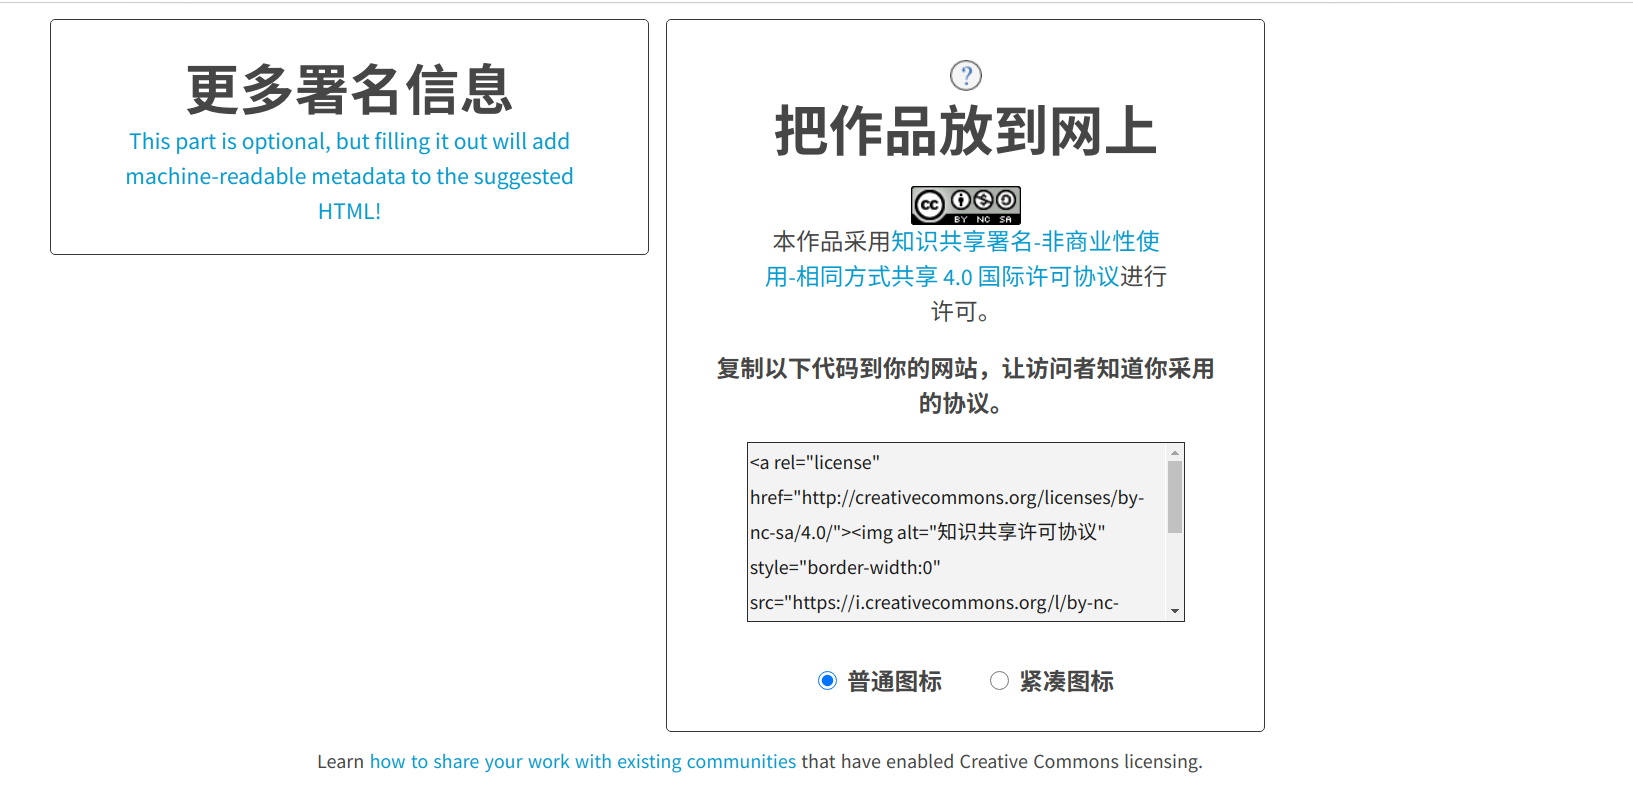 更多署名信息
This part is optional, but filling it out will add
machine-readable metadata to the suggested
HTML!
?
把作品放到网上
cc BY NC SA
本作品采用知识共享署名-非商业性使
用-相同方式共享 4.0 国际许可协议进行
许可。
复制以下代码到你的网站，让访问者知道你采用
的协议。
<a rel="license"
href="http://creativecommons.org/licenses/by-
nc-sa/4.0/"><img alt="知识共享许可协议"
style="border-width:0"
src="https://i.creativecommons.org/l/by-nc-
普通图标 紧凑图标
Learn how to share your work with existing communities that have enabled Creative Commons licensing.